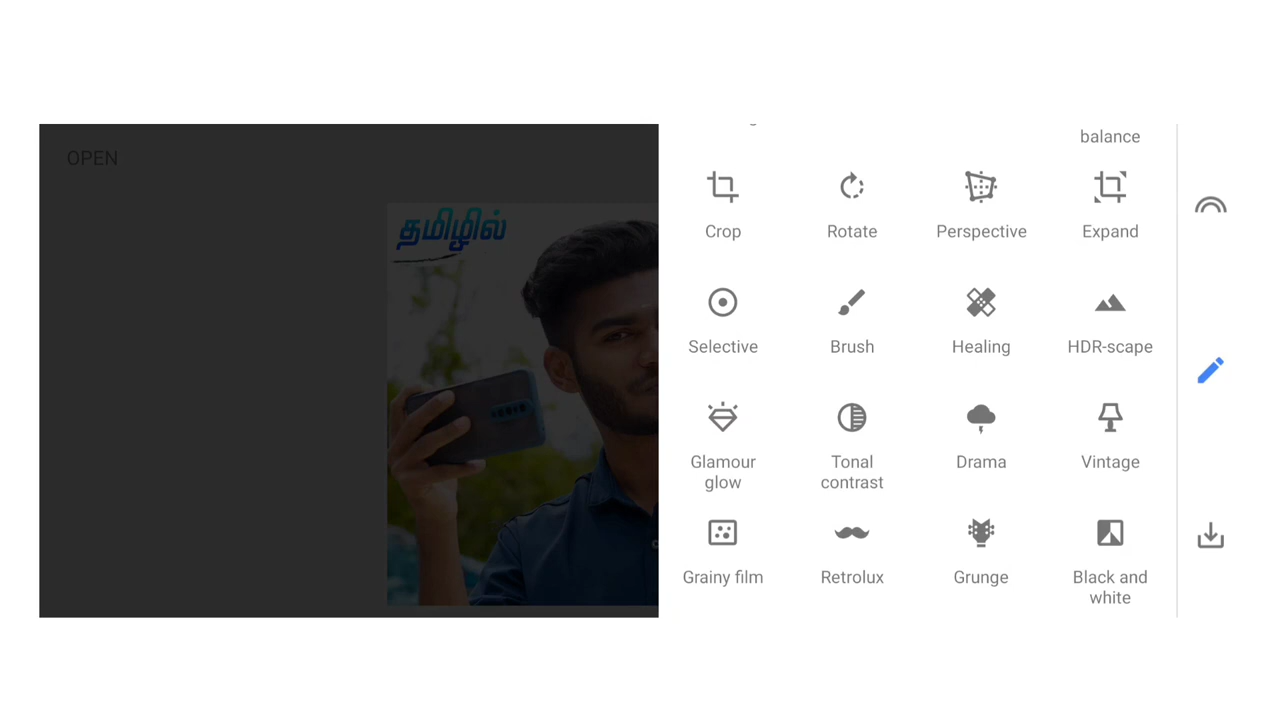 balance
OPEN
தமிழில்
Crop
Rotate
Perspective
Expand
Selective
Brush
Healing
HDR-scape
Glamour
glow
Tonal
contrast
Drama
Vintage
Grainy film
Retrolux
Grunge
Black and
white